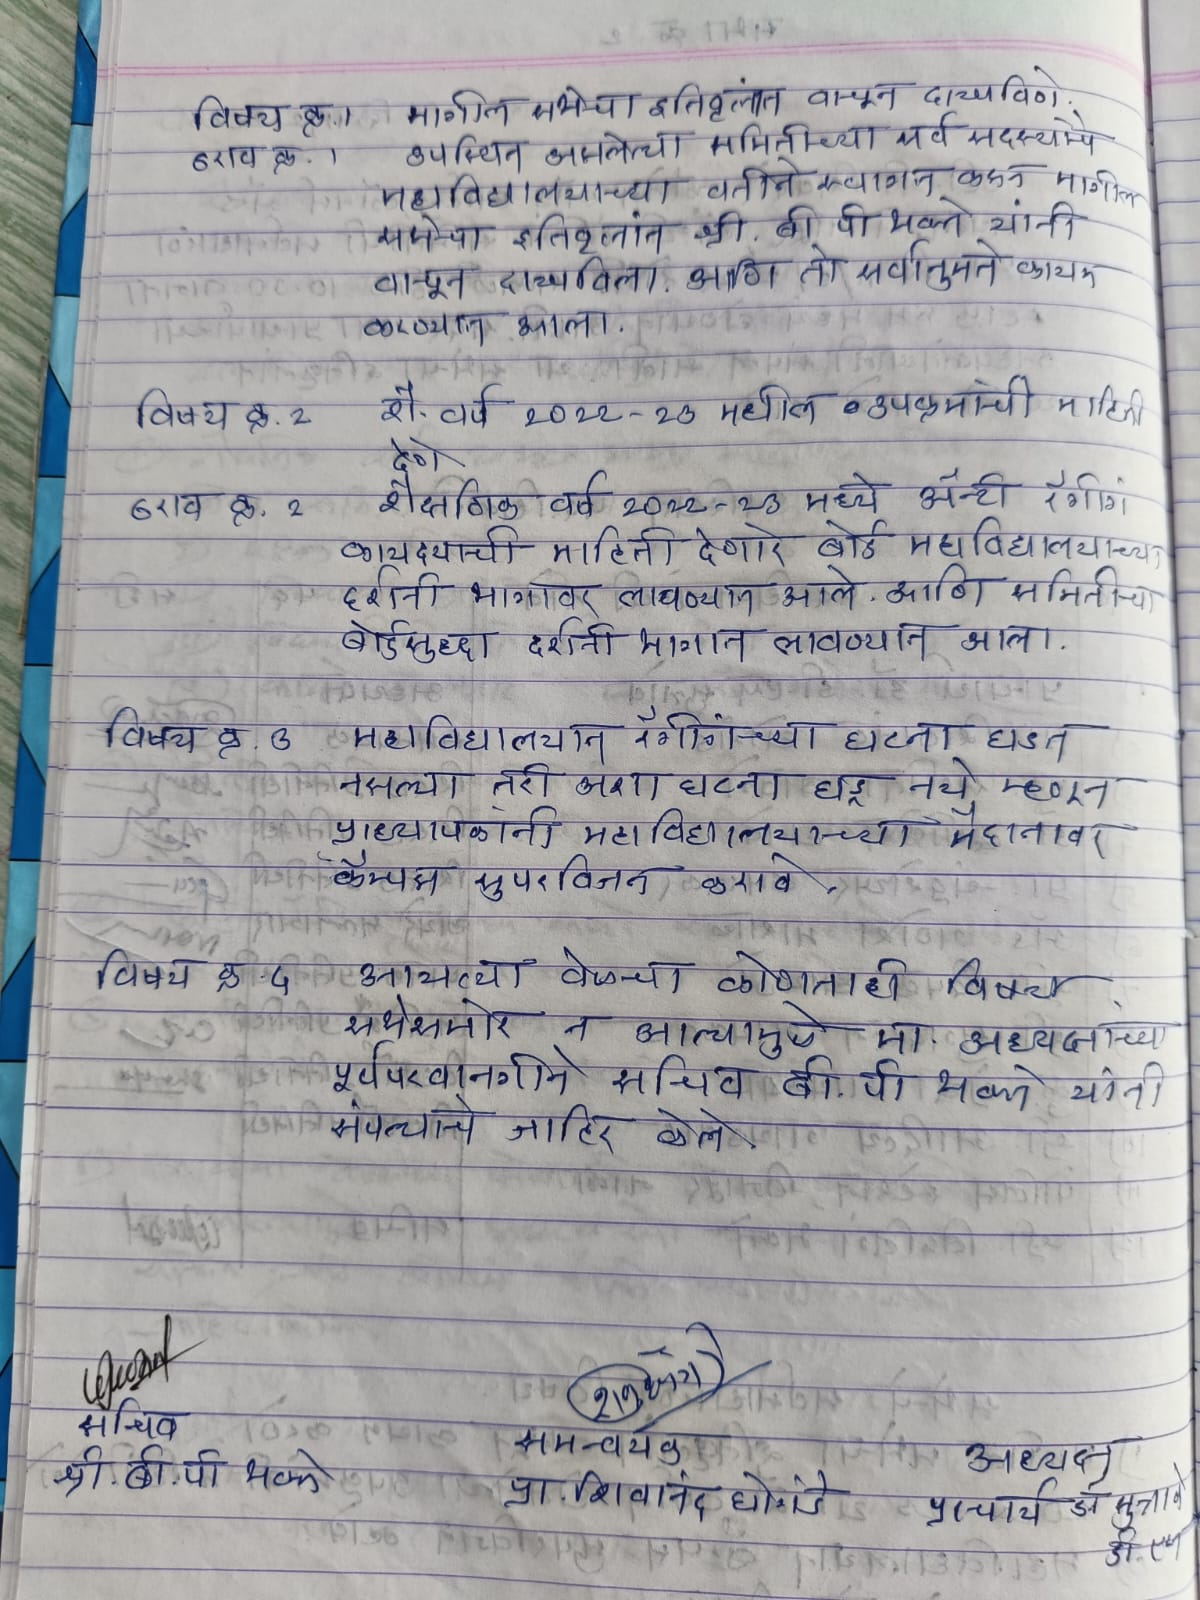 विषय क्र. १ मागील सभेचा इतिवृत्तांत वाचून दाखविणे.
ठराव क्र. १ उपस्थित असलेल्या समितीच्या सर्व सदस्यांचे
महाविद्यालयाच्या वतीने स्वागत करून मागील
सभेचा इतिवृत्तांत श्री. बी पी भक्ते यांनी
वाचून दाखविला. आणि तो सर्वानुमते कायम
करण्यात आला.
विषय क्र. २ शै. वर्ष २०२२-२३ मधील उपक्रमांची माहिती
देणे
ठराव क्र. २ शैक्षणिक वर्ष २०२२-२३ मध्ये अँन्टी रॅगींग
कायद्याची माहिती देणारे बोर्ड महाविद्यालयाच्या
दर्शनी भागावर लावण्यात आले. आणि समितीचा
बोर्डसुध्दा दर्शनी भागात लावण्यात आला.
विषय क्र. ३ महाविद्यालयात रॅगींगच्या घटना घडत
नसल्या तरी अशा घटना घडू नये म्हणून
प्राध्यापकांनी महाविद्यालयाच्या मैदानावर
कॅम्पस सुपरविजन करावे.
विषय क्र. ५ आयत्या वेळच्या कोणताही विषय
सभेसमोर न आल्यामुळे मा. अध्यक्षांच्या
पूर्वपरवानगीने सचिव बी. पी भक्ते यांनी
संपल्याचे जाहिर केले.
सचिव समन्वयक अध्यक्ष
श्री. बी. पी भक्ते प्रा. शिवानंद प्राचार्य डॉ